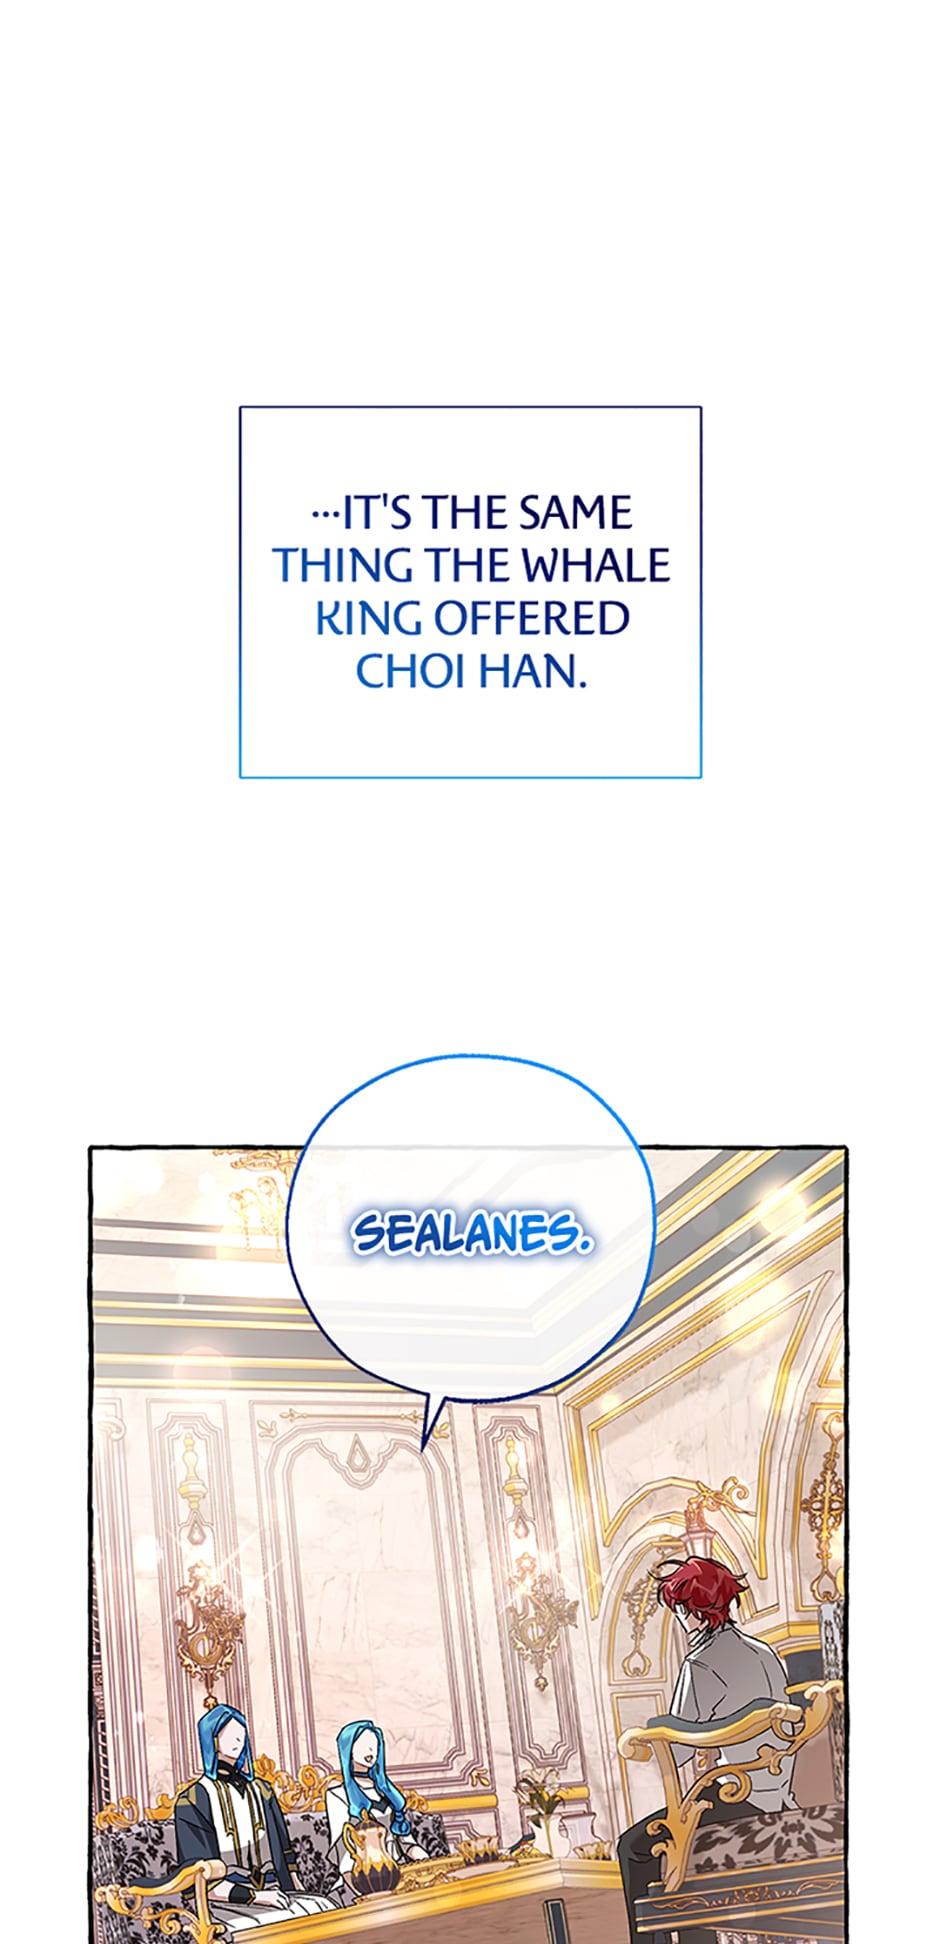 ...IT'S THE SAME
THING THE WHALE
KING OFFERED
CHOI HAN.
SEALANES.